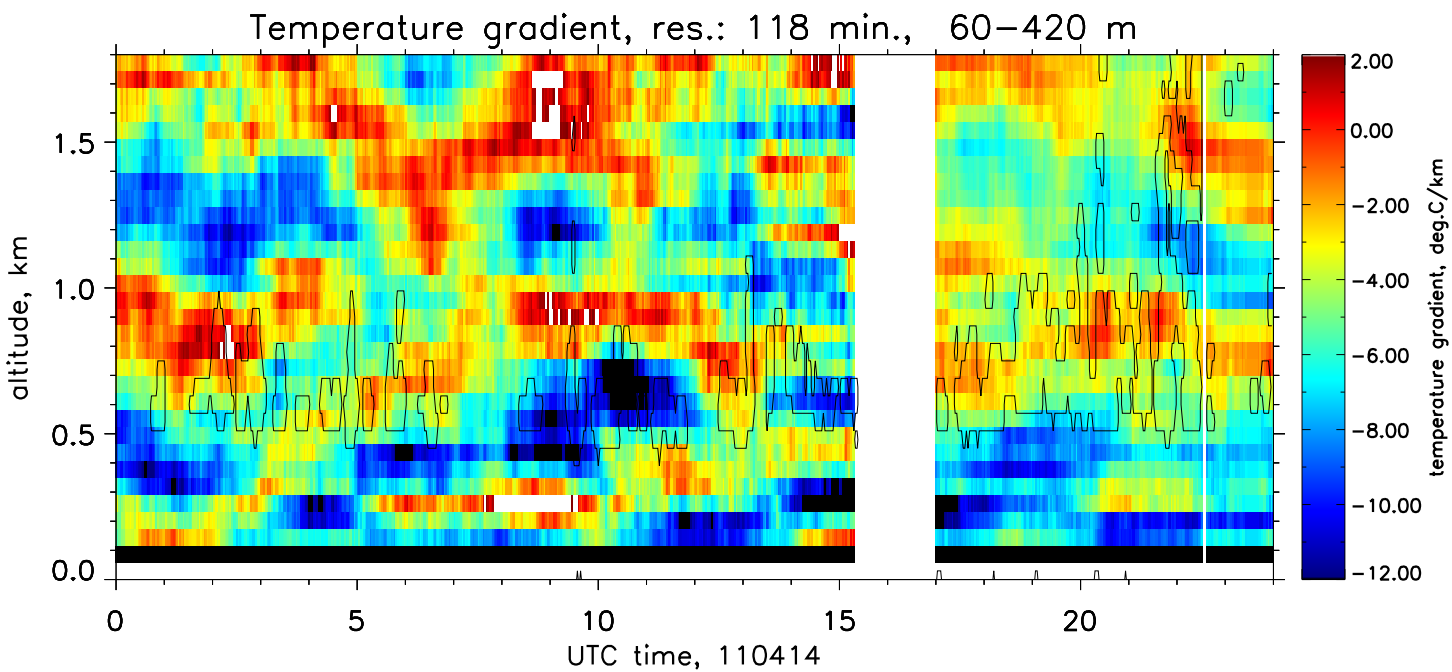 Temperature gradient, res.: 118 min., 60−420 m
altitude, km
1.5
1.0
0.5
0.0
0 5 10 15 20
UTC time, 110414
2.00
0.00
−2.00
−4.00
−6.00
−8.00
−10.00
−12.00
temperature gradient, deg.C/km